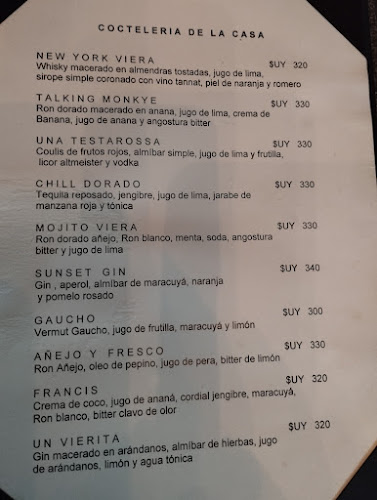 COCTELERIA DE LA CASA
NEW YORK VIERA $UY 320
Whisky macerado en almendras tostadas, jugo de lima,
sirope simple coronado con vino tannat, piel de naranja y romero
TALKING MONKYE $UY 330
Ron dorado macerado en anana, jugo de lima, crema de
Banana, jugo de anana y angostura bitter
UNA TESTAROSSA $UY 330
Coulis de frutos rojos, almíbar simple, jugo de lima y frutilla,
licor altmeister y vodka
CHILL DORADO $UY 330
Tequila reposado, jengibre, jugo de lima, jarabe de
manzana roja y tónica
MOJITO VIERA $UY 330
Ron dorado añejo, Ron blanco, menta, soda, angostura
bitter y jugo de lima
SUNSET GIN $UY 340
Gin , aperol, almíbar de maracuyá, naranja
y pomelo rosado
GAUCHO $UY 300
Vermut Gaucho, jugo de frutilla, maracuyá y limón
AÑEJO Y FRESCO $UY 330
Ron Añejo, oleo de pepino, jugo de pera, bitter de limón
FRANCIS $UY 320
Crema de coco, jugo de ananá, cordial jengibre, maracuyá,
Ron blanco, bitter clavo de olor
UN VIERITA $UY 320
Gin macerado en arándanos, almíbar de hierbas, jugo
de arándanos, limón y agua tónica